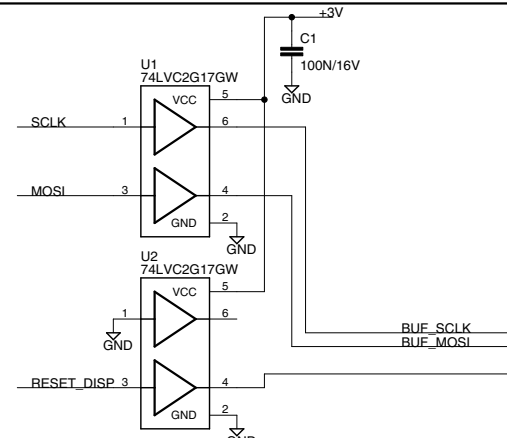 +3V
C1
100N/16V
GND
U1
74LVC2G17GW
VCC 5
SCLK 1 6
MOSI 3 4
GND 2
GND
U2
74LVC2G17GW
VCC 5
1 6
GND
BUF_SCLK
BUF_MOSI
RESET_DISP 3 4
GND 2
GND